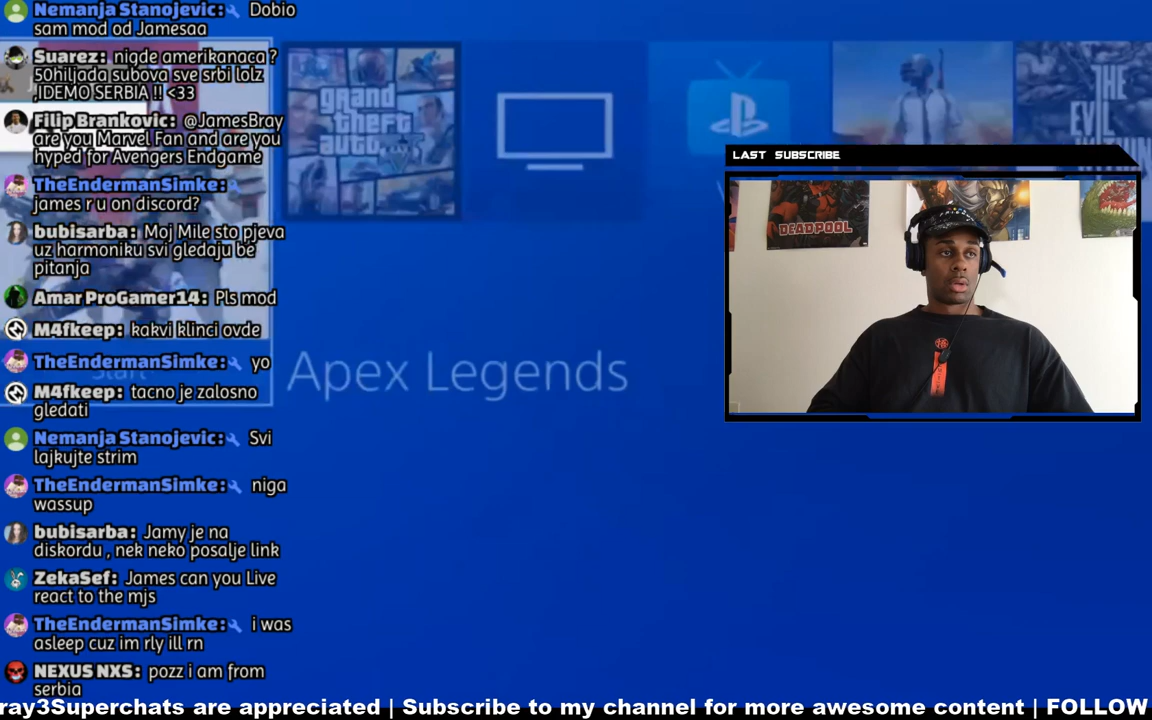 Nemanja Stanojevic: Dobio
sam mod od Jamesaa
Suarez: nigde amerikanaca ?
50hiljada subova sve srbi lolz
,IDEMO SERBIA !! <33
Filip Brankovic: @JamesBray
are you Marvel Fan and are you
hyped for Avengers Endgame
TheEndermanSimke:
james r u on discord?
bubisarba: Moj Mile sto pjeva
uz harmoniku svi gledaju be
pitanja
Amar ProGamer14: Pls mod
M4fkeep: kakvi klinci ovde
TheEndermanSimke: yo
M4fkeep: tacno je zalosno
gledati
Nemanja Stanojevic: Svi
lajkujte strim
TheEndermanSimke: niga
wassup
bubisarba: Jamy je na
diskordu , nek neko posalje link
ZekaSef: James can you Live
react to the mjs
TheEndermanSimke: i was
asleep cuz im rly ill rn
NEXUS NXS: pozz i am from
serbia
Start
grand
theft
auto
Apex Legends
THE
EVIL
LAST SUBSCRIBE
DEADPOOL
ray3Superchats are appreciated | Subscribe to my channel for more awesome content | FOLLOW